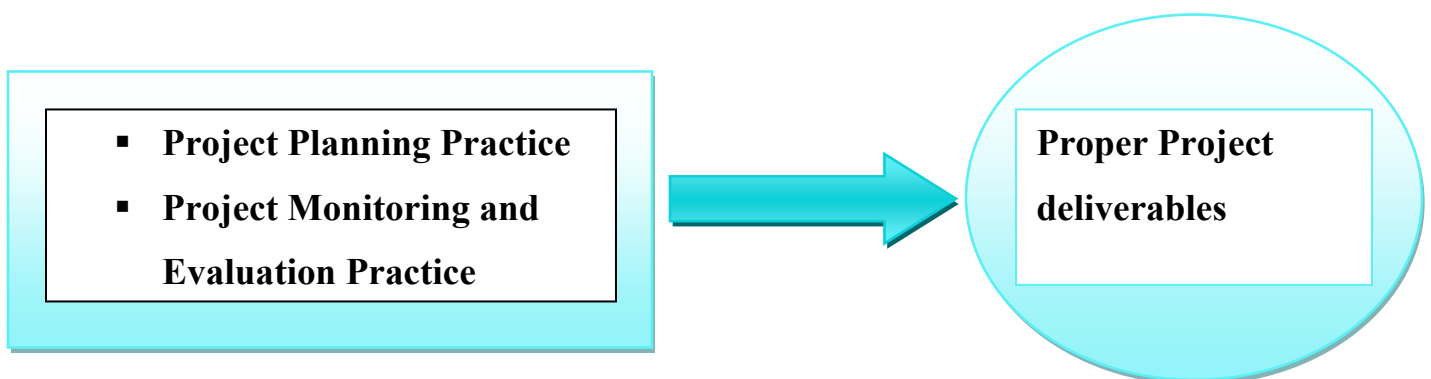 ▪ Project Planning Practice
▪ Project Monitoring and
Evaluation Practice
Proper Project
deliverables